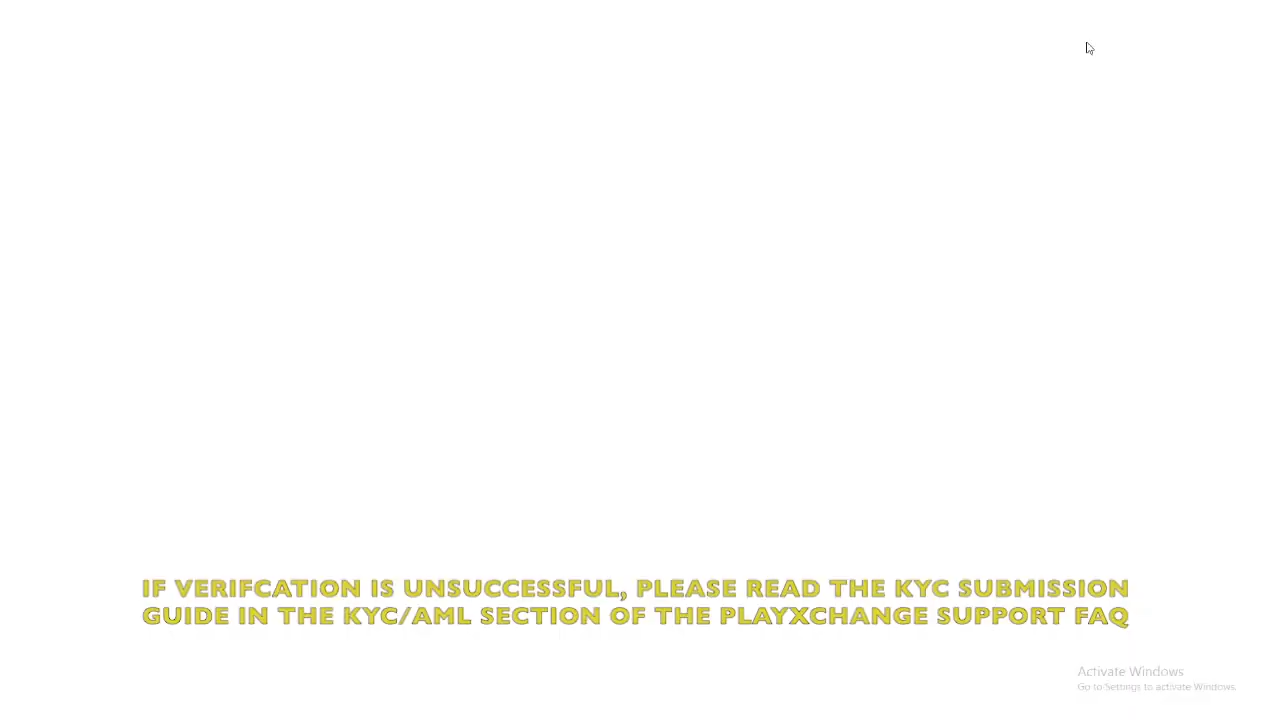 IF VERIFCATION IS UNSUCCESSFUL, PLEASE READ THE KYC SUBMISSION
GUIDE IN THE KYC/AML SECTION OF THE PLAYXCHANGE SUPPORT FAQ
Activate Windows
Go to Settings to activate Windows.